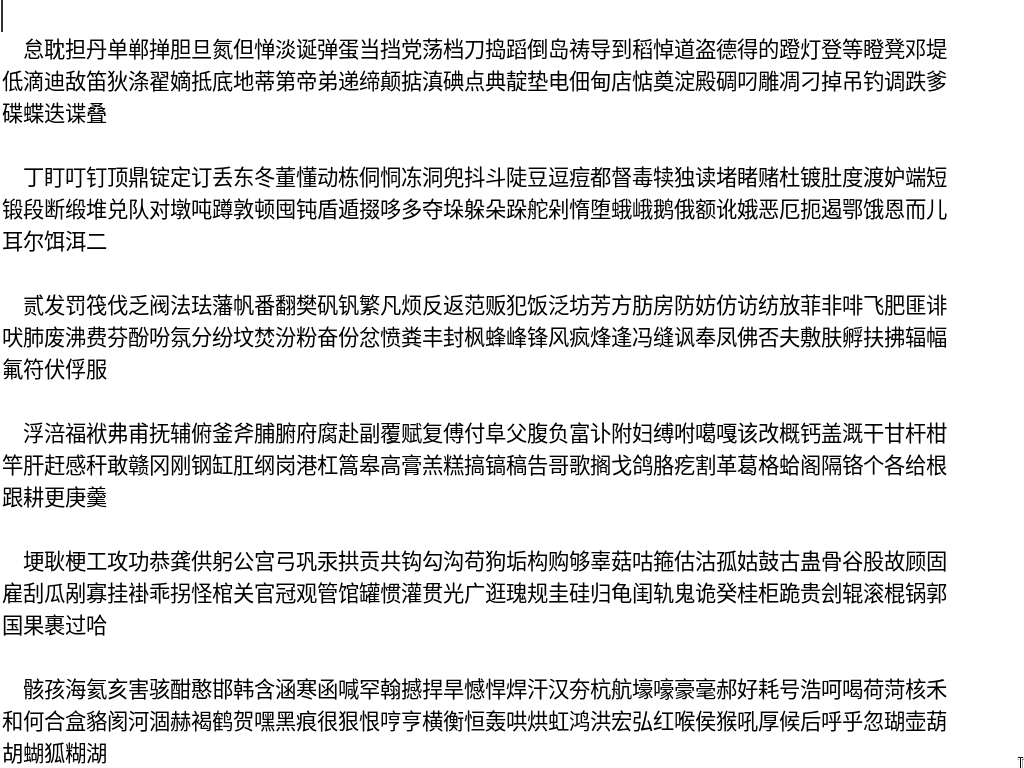 怠耽担丹单郸掸胆旦氮但惮淡诞弹蛋当挡党荡档刀捣蹈倒岛祷导到稻悼道盗德得的蹬灯登等瞪凳邓堤
低滴迪敌笛狄涤翟嫡抵底地蒂第帝弟递缔颠掂滇碘点典靛垫电佃甸店惦奠淀殿碉叼雕凋刁掉吊钓调跌爹
碟蝶迭谍叠
丁盯叮钉顶鼎锭定订丢东冬董懂动栋侗恫冻洞兜抖斗陡豆逗痘都督毒犊独读堵睹赌杜镀肚度渡妒端短
锻段断缎堆兑队对墩吨蹲敦顿囤钝盾遁掇哆多夺垛躲朵跺舵剁惰堕蛾峨鹅俄额讹娥恶厄扼遏鄂饿恩而儿
耳尔饵洱二
贰发罚筏伐乏阀法珐藩帆番翻樊矾钒繁凡烦反返范贩犯饭泛坊芳方肪房防妨仿访纺放菲非啡飞肥匪诽
吠肺废沸费芬酚吩氛分纷坟焚汾粉奋份忿愤粪丰封枫蜂峰锋风疯烽逢冯缝讽奉凤佛否夫敷肤孵扶拂辐幅
氟符伏俘服
浮涪福袱弗甫抚辅俯釜斧脯腑府腐赴副覆赋复傅付阜父腹负富讣附妇缚咐噶嘎该改概钙盖溉干甘杆柑
竿肝赶感秆敢赣冈刚钢缸肛纲岗港杠篙皋高膏羔糕搞镐稿告哥歌搁戈鸽胳疙割革葛格蛤阁隔铬个各给根
跟耕更庚羹
埂耿梗工攻功恭龚供躬公宫弓巩汞拱贡共钩勾沟苟狗垢构购够辜菇咕箍估沽孤姑鼓古蛊骨谷股故顾固
雇刮瓜剐寡挂褂乖拐怪棺关官冠观管馆罐惯灌贯光广逛瑰规圭硅归龟闺轨鬼诡癸桂柜跪贵刽辊滚棍锅郭
国果裹过哈
骸孩海氦亥害骇酣憨邯韩含涵寒函喊罕翰撼捍旱憾悍焊汗汉夯杭航壕嚎豪毫郝好耗号浩呵喝荷菏核禾
和何合盒貉阂河涸赫褐鹤贺嘿黑痕很狠恨哼亨横衡恒轰哄烘虹鸿洪宏弘红喉侯猴吼厚候后呼乎忽瑚壶葫
胡蝴狐糊湖